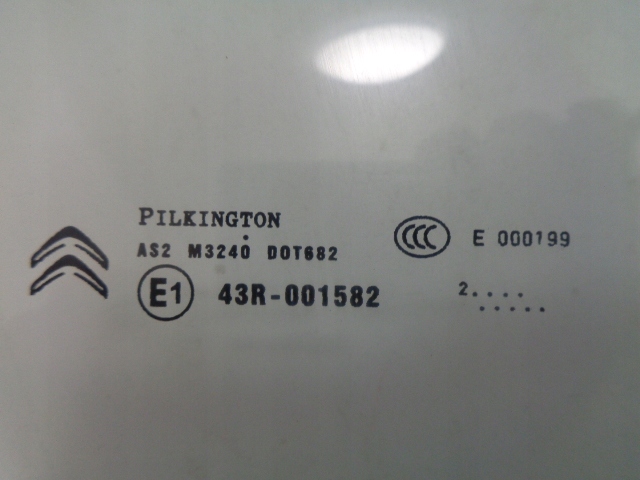 PILKINGTON
AS2 M3240 DOT682
E1 43R-001582
CCC E 000199
2....
.....